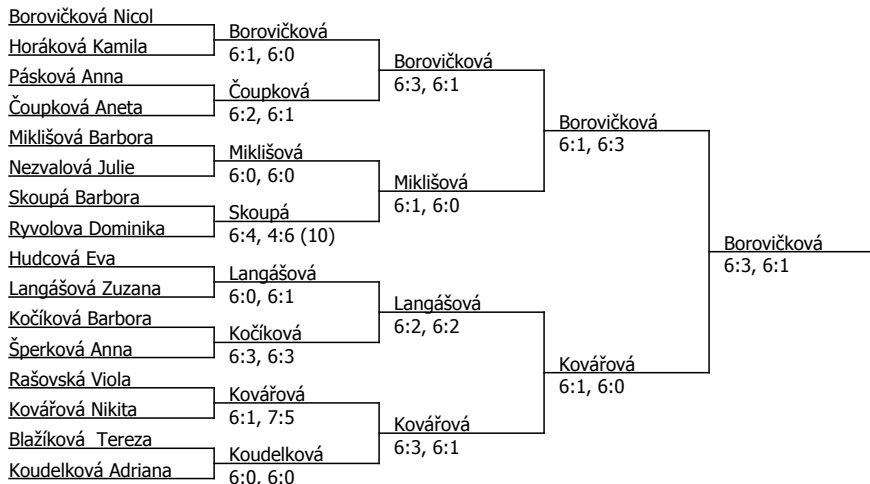 Borovičková Nicol
Horáková Kamila
Pásková Anna
Čoupková Aneta
Miklišová Barbora
Nezvalová Julie
Skoupá Barbora
Ryvolova Dominika
Hudcová Eva
Langášová Zuzana
Kočíková Barbora
Šperková Anna
Rašovská Viola
Kovářová Nikita
Blažíková  Tereza
Koudelková Adriana
Borovičková
6:1, 6:0
Čoupková
6:2, 6:1
Miklišová
6:0, 6:0
Skoupá
6:4, 4:6 (10)
Langášová
6:0, 6:1
Kočíková
6:3, 6:3
Kovářová
6:1, 7:5
Koudelková
6:0, 6:0
Borovičková
6:3, 6:1
Miklišová
6:1, 6:0
Langášová
6:2, 6:2
Kovářová
6:3, 6:1
Borovičková
6:1, 6:3
Kovářová
6:1, 6:0
Borovičková
6:3, 6:1